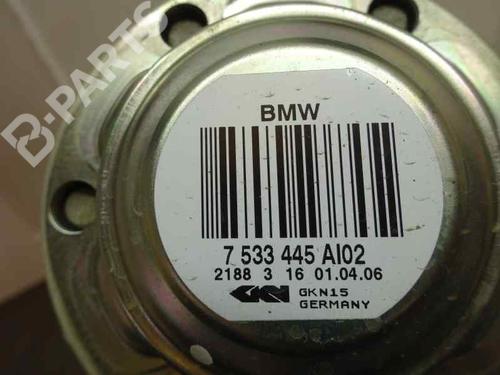 B-PARTS
BMW
7 533 445 AI02
2188 3 16 01.04.06
GKN GKN15
GERMANY